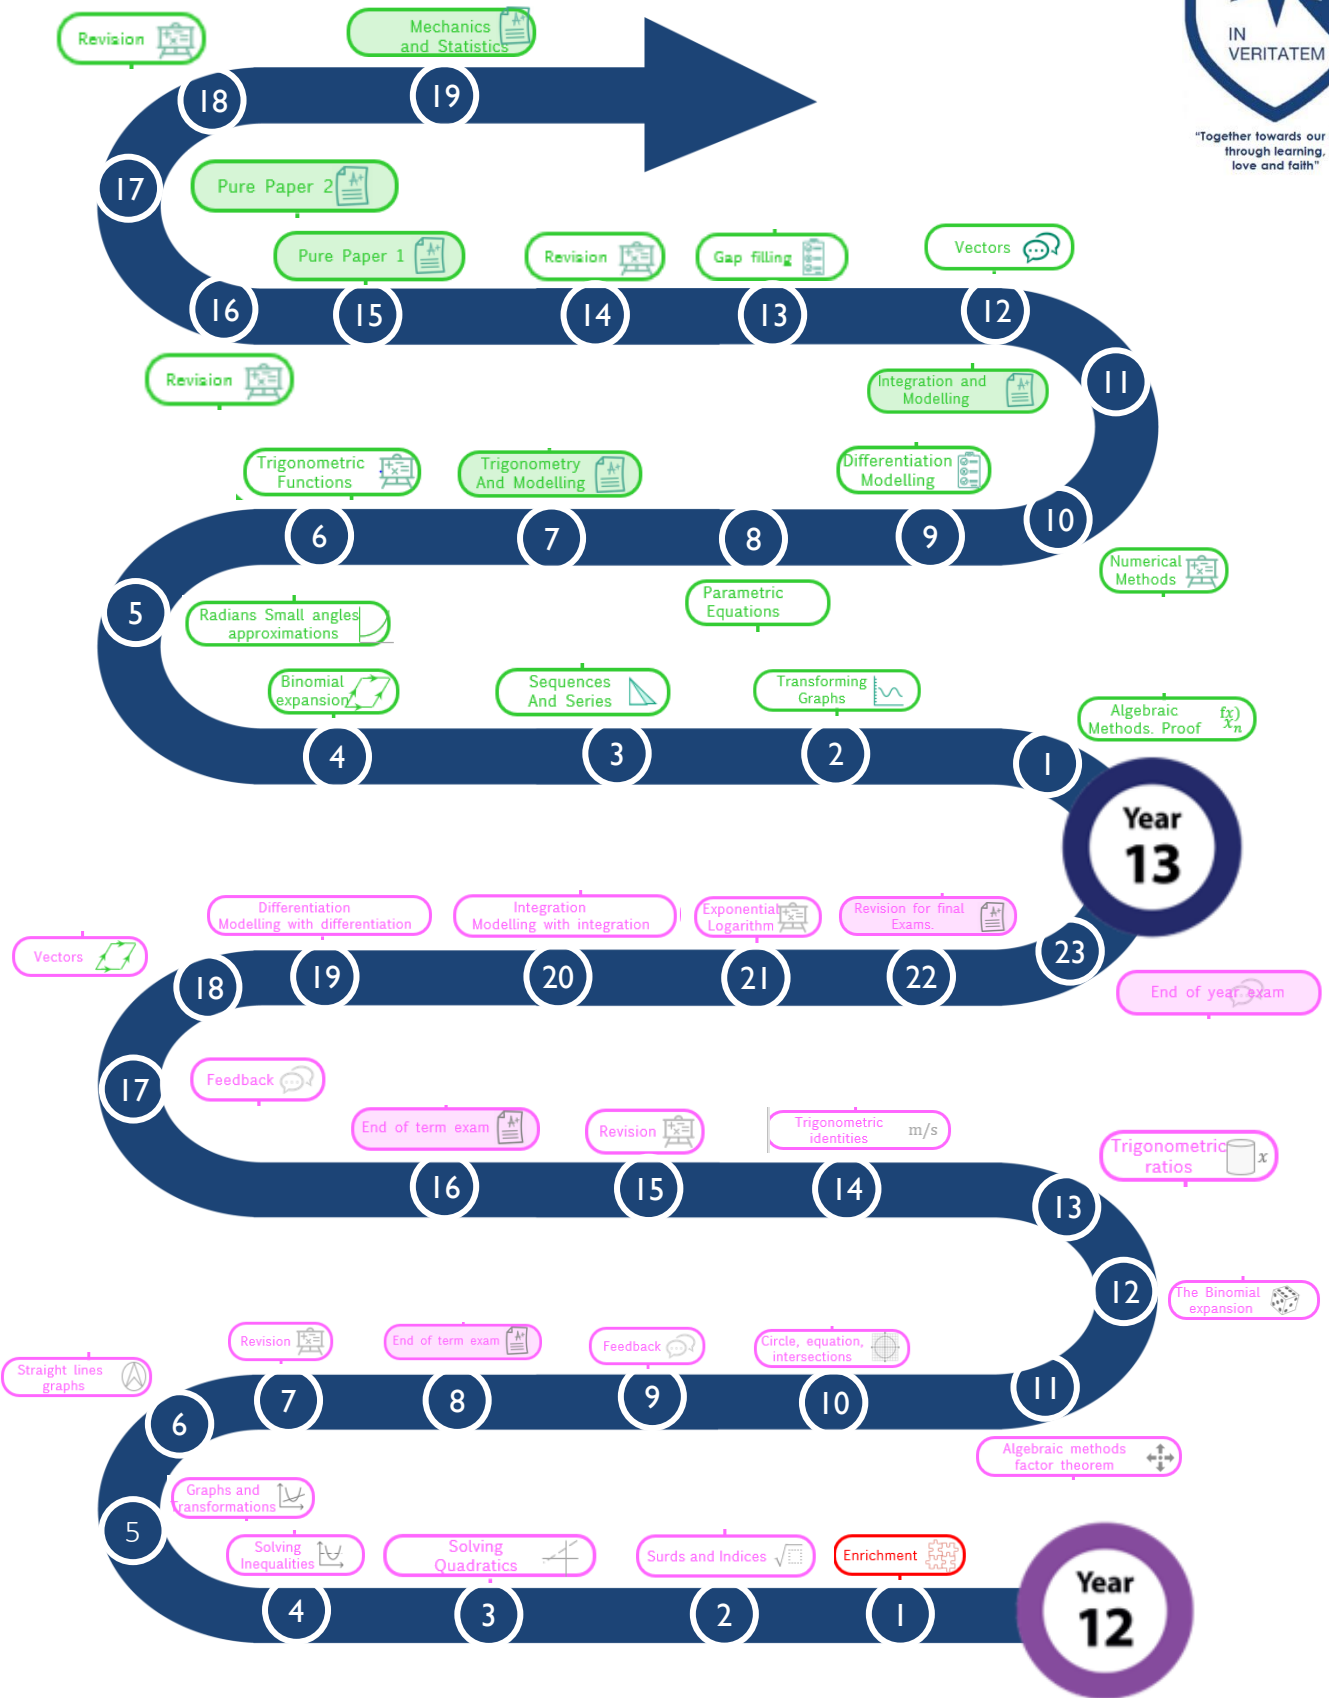 Revision
Mechanics
and Statistics
IN
VERITATEM
"Together towards our
through learning,
love and faith"
18
19
17
Pure Paper 2
Pure Paper 1
Revision
Gap filling
Vectors
16
15
14
13
12
Revision
11
Integration and
Modelling
Trigonometric
Functions
Trigonometry
And Modelling
Differentiation
Modelling
6
7
8
9
10
Numerical
Methods
5
Radians Small angles
approximations
Parametric
Equations
Binomial
expansion
Sequences
And Series
Transforming
Graphs
Algebraic
Methods. Proof
fx)
xn
4
3
2
1
Year
13
Differentiation
Modelling with differentiation
Integration
Modelling with integration
Exponential
Logarithm
Revision for final
Exams.
Vectors
18
19
20
21
22
23
End of year exam
17
Feedback
End of term exam
Revision
Trigonometric
identities
m/s
Trigonometric
ratios
x
16
15
14
13
12
The Binomial
expansion
Straight lines
graphs
Revision
End of term exam
Feedback
Circle, equation,
intersections
6
7
8
9
10
11
Algebraic methods
factor theorem
Graphs and
Transformations
5
Solving
Inequalities
Solving
Quadratics
Surds and Indices
Enrichment
4
3
2
1
Year
12